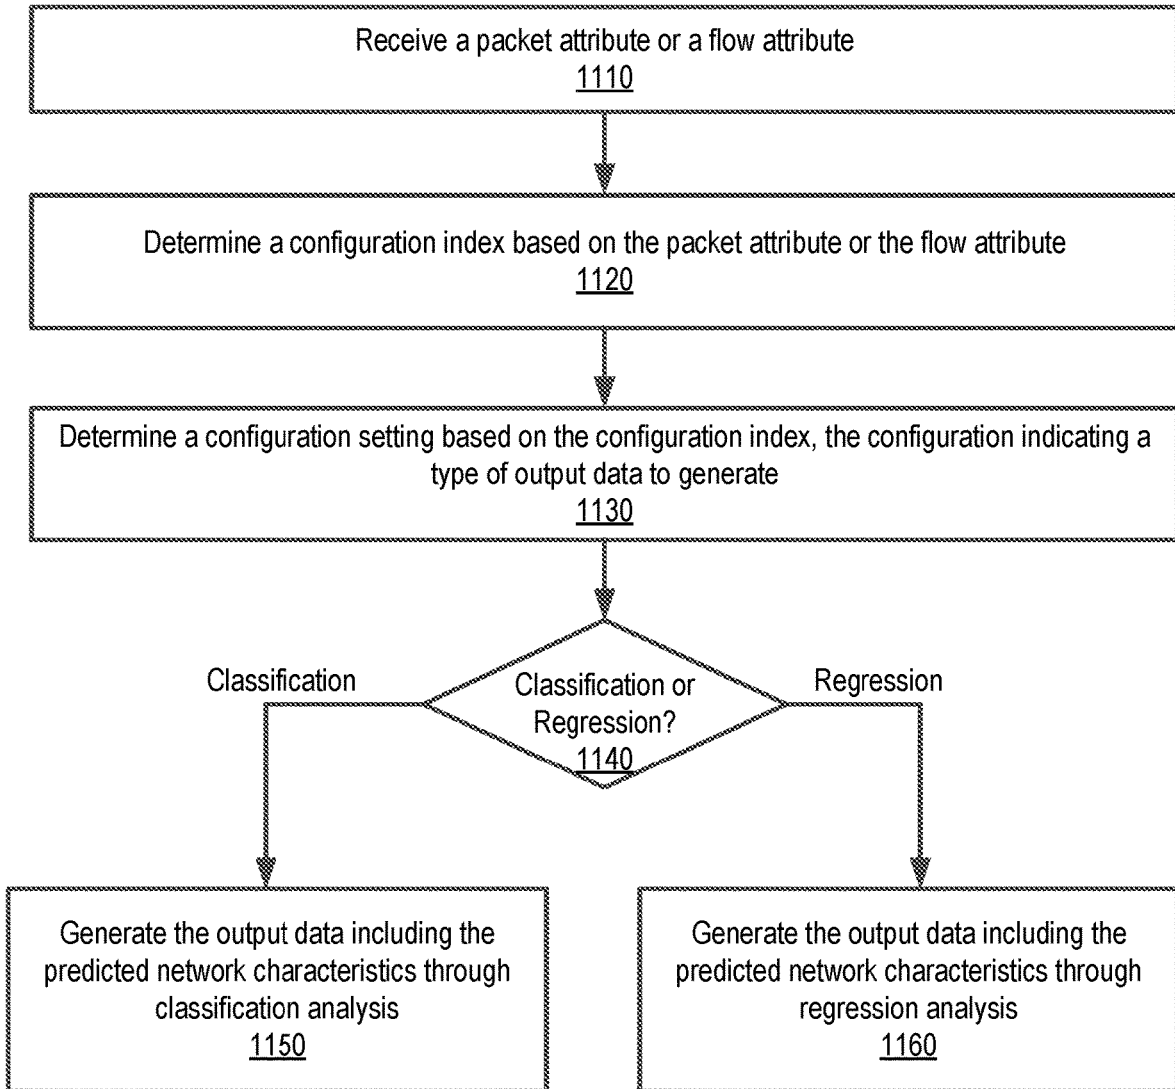 Receive a packet attribute or a flow attribute
1110
Determine a configuration index based on the packet attribute or the flow attribute
1120
Determine a configuration setting based on the configuration index, the configuration indicating a
type of output data to generate
1130
Classification
Classification or
Regression?
1140
Regression
Generate the output data including the
predicted network characteristics through
classification analysis
1150
Generate the output data including the
predicted network characteristics through
regression analysis
1160